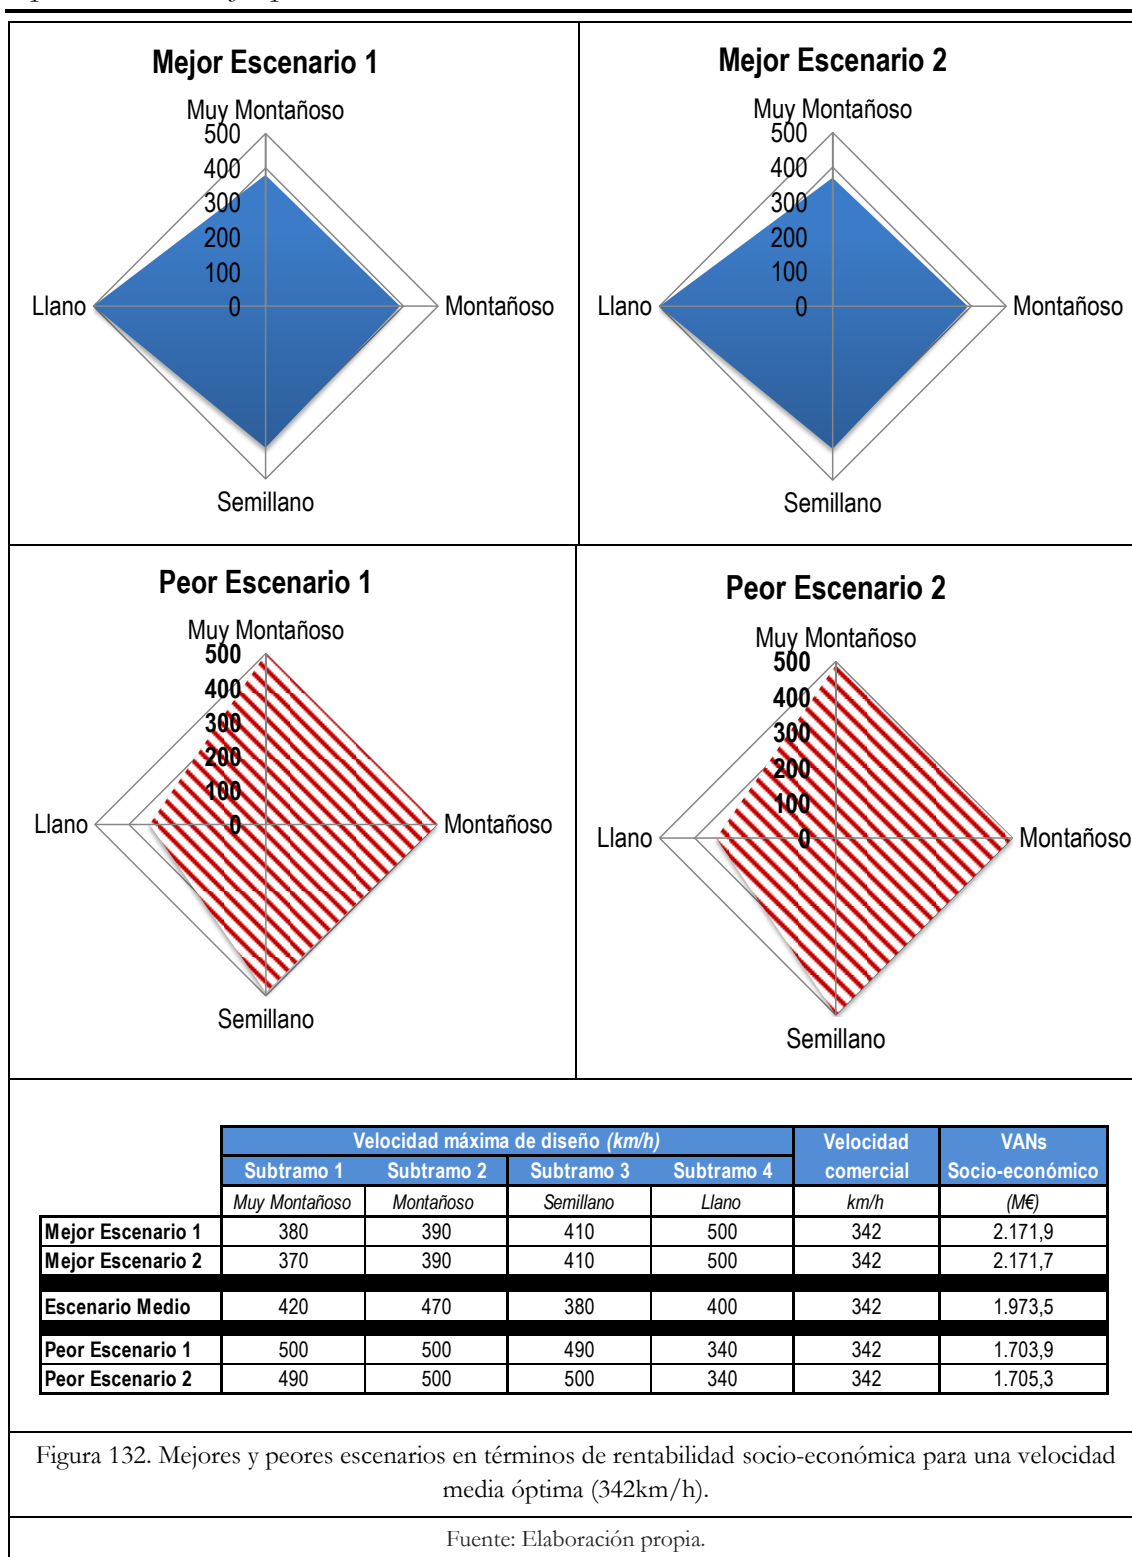 Mejor Escenario 1
Muy Montañoso
500
400
300
200
100
0
Llano
Montañoso
Semillano
Mejor Escenario 2
Muy Montañoso
500
400
300
200
100
0
Llano
Montañoso
Semillano
Peor Escenario 1
Muy Montañoso
500
400
300
200
100
0
Llano
Montañoso
Semillano
Peor Escenario 2
Muy Montañoso
500
400
300
200
100
0
Llano
Montañoso
Semillano
Velocidad máxima de diseño (km/h) Velocidad VANs
Subtramo 1 Subtramo 2 Subtramo 3 Subtramo 4 comercial Socio-económico
Muy Montañoso Montañoso Semillano Llano km/h (M€)
Mejor Escenario 1 380 390 410 500 342 2.171,9
Mejor Escenario 2 370 390 410 500 342 2.171,7
Escenario Medio 420 470 380 400 342 1.973,5
Peor Escenario 1 500 500 490 340 342 1.703,9
Peor Escenario 2 490 500 500 340 342 1.705,3
Figura 132. Mejores y peores escenarios en términos de rentabilidad socio-económica para una velocidad
media óptima (342km/h).
Fuente: Elaboración propia.